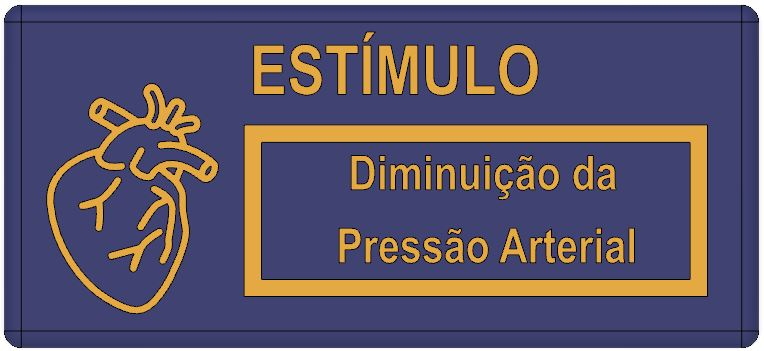 ESTÍMULO
Diminuição da
Pressão Arterial